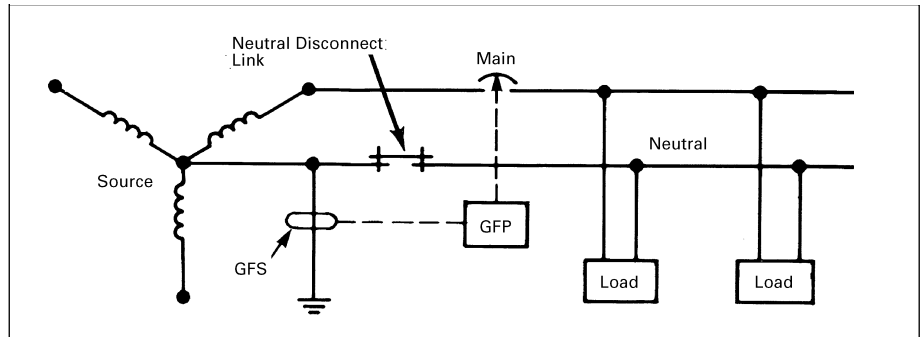 Neutral Disconnect
Link
Main
Neutral
Source
GFP
GFS
Load
Load